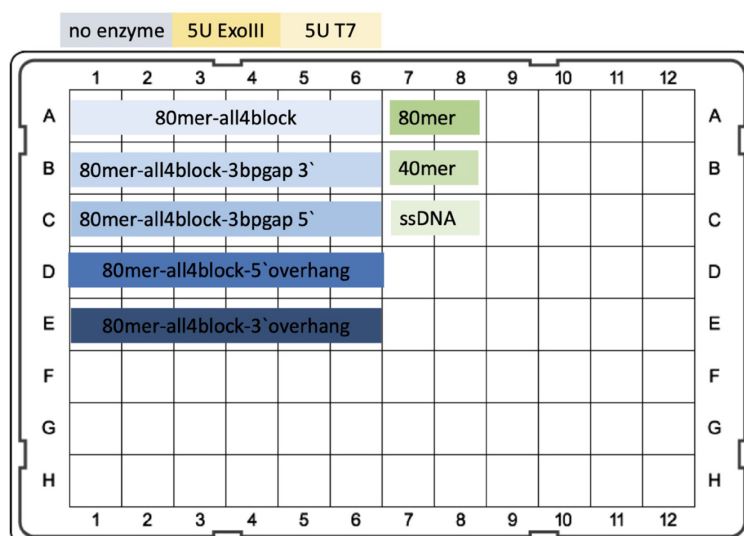 no enzyme 5U ExoIII 5U T7
1 2 3 4 5 6 7 8 9 10 11 12
A 80mer-all4block 80mer A
B 80mer-all4block-3bpgap 3` 40mer B
C 80mer-all4block-3bpgap 5` ssDNA C
D 80mer-all4block-5`overhang D
E 80mer-all4block-3`overhang E
F F
G G
H H
1 2 3 4 5 6 7 8 9 10 11 12